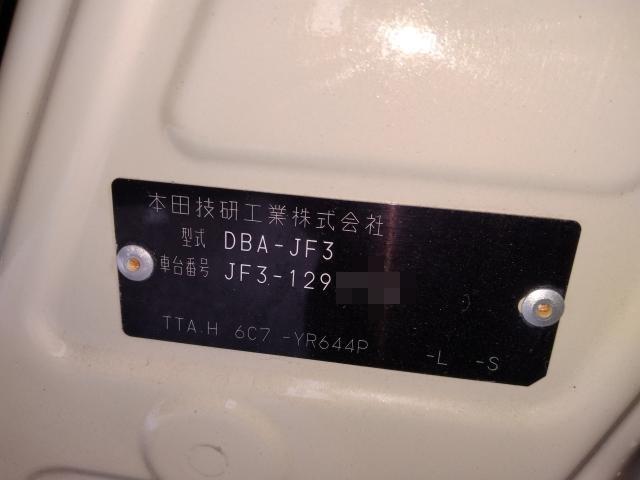 本田技研工業株式会社
型式 DBA-JF3
車台番号 JF3-129
TTA.H 6C7 -YR644P -L -S